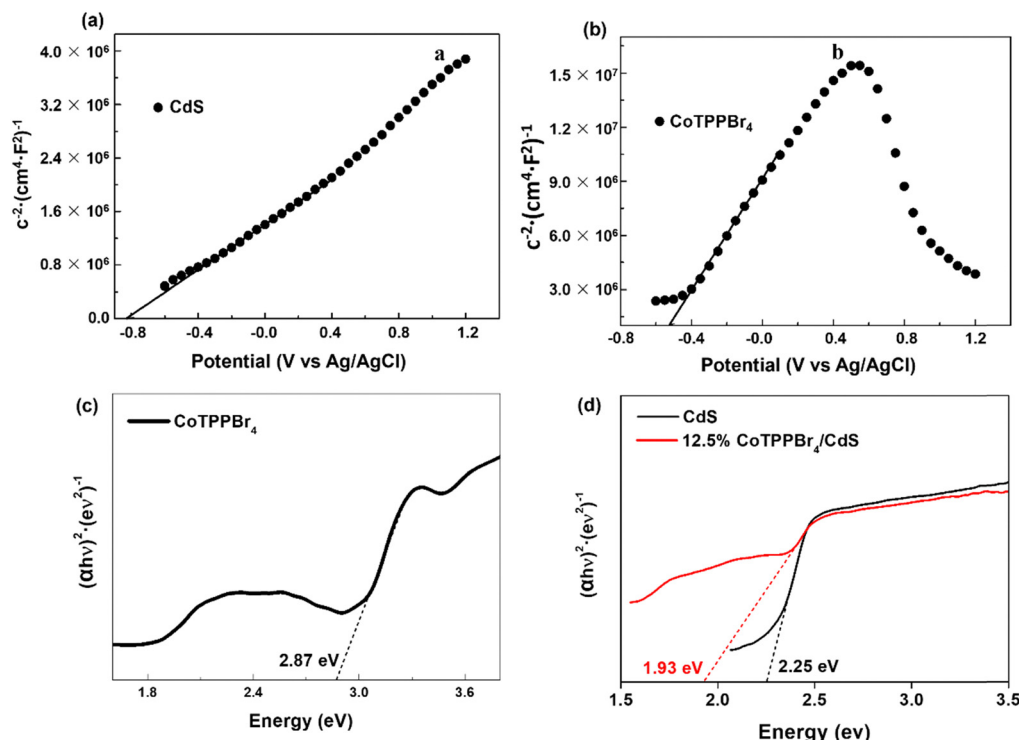 (a)
4.0 × 10⁶
3.2 × 10⁶
2.4 × 10⁶
1.6 × 10⁶
0.8 × 10⁶
0.0
c⁻²·(cm⁴·F²)⁻¹
a
CdS
-0.8 -0.4 -0.0 0.4 0.8 1.2
Potential (V vs Ag/AgCl)
(b)
1.5 × 10⁷
1.2 × 10⁷
9.0 × 10⁶
6.0 × 10⁶
3.0 × 10⁶
c⁻²·(cm⁴·F²)⁻¹
b
CoTPPBr₄
-0.8 -0.4 -0.0 0.4 0.8 1.2
Potential (V vs Ag/AgCl)
(c)
CoTPPBr₄
(αhν)²·(eν²)⁻¹
2.87 eV
1.8 2.4 3.0 3.6
Energy (eV)
(d)
CdS
12.5% CoTPPBr₄/CdS
(αhν)²·(eν²)⁻¹
1.93 eV 2.25 eV
1.5 2.0 2.5 3.0 3.5
Energy (ev)